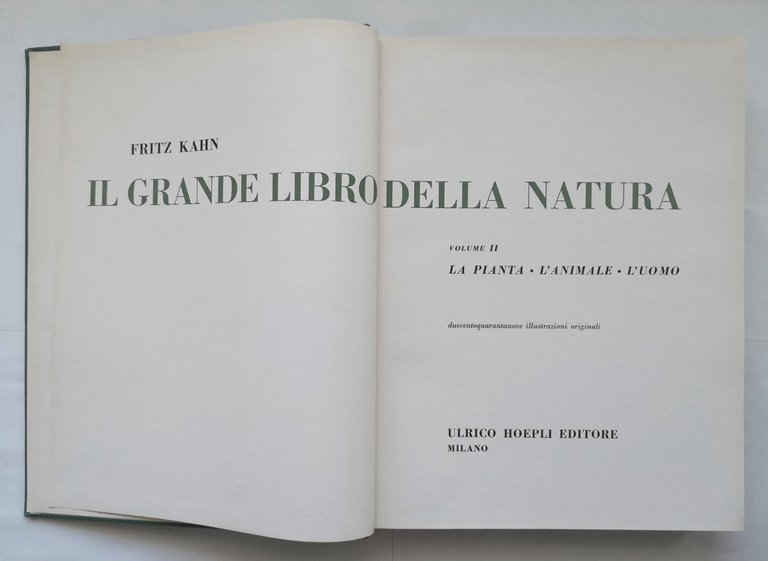 FRITZ KAHN
IL GRANDE LIBRO DELLA NATURA
VOLUME II
LA PIANTA • L'ANIMALE • L'UOMO
duecentoquarantanove illustrazioni originali
ULRICO HOEPLI EDITORE
MILANO